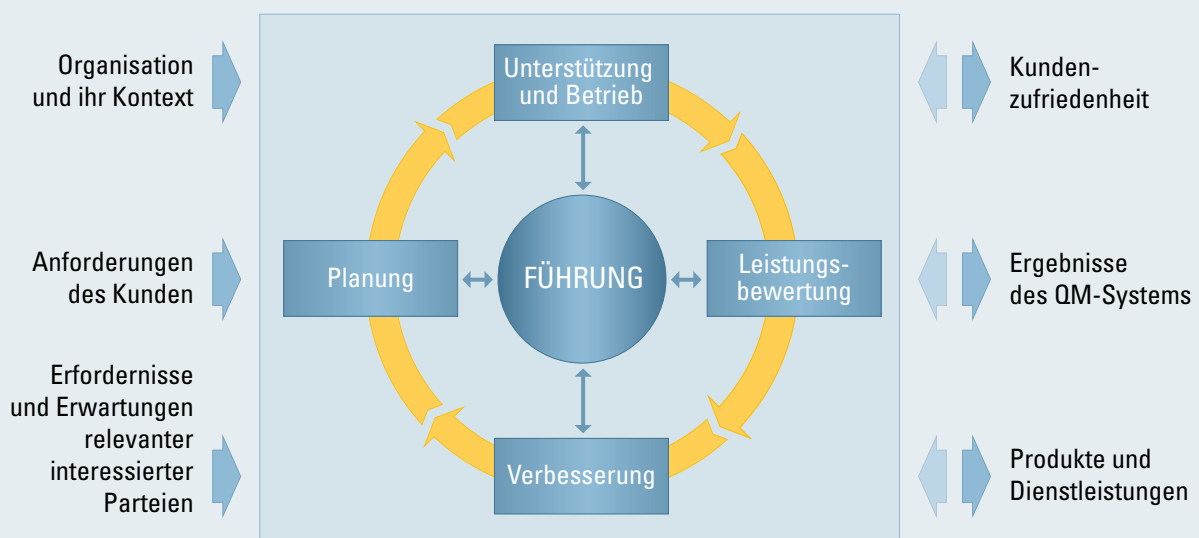 Organisation
und ihr Kontext
Anforderungen
des Kunden
Erfordernisse
und Erwartungen
relevanter
interessierter
Parteien
Unterstützung
und Betrieb
Planung
FÜHRUNG
Leistungs-
bewertung
Verbesserung
Kunden-
zufriedenheit
Ergebnisse
des QM-Systems
Produkte und
Dienstleistungen